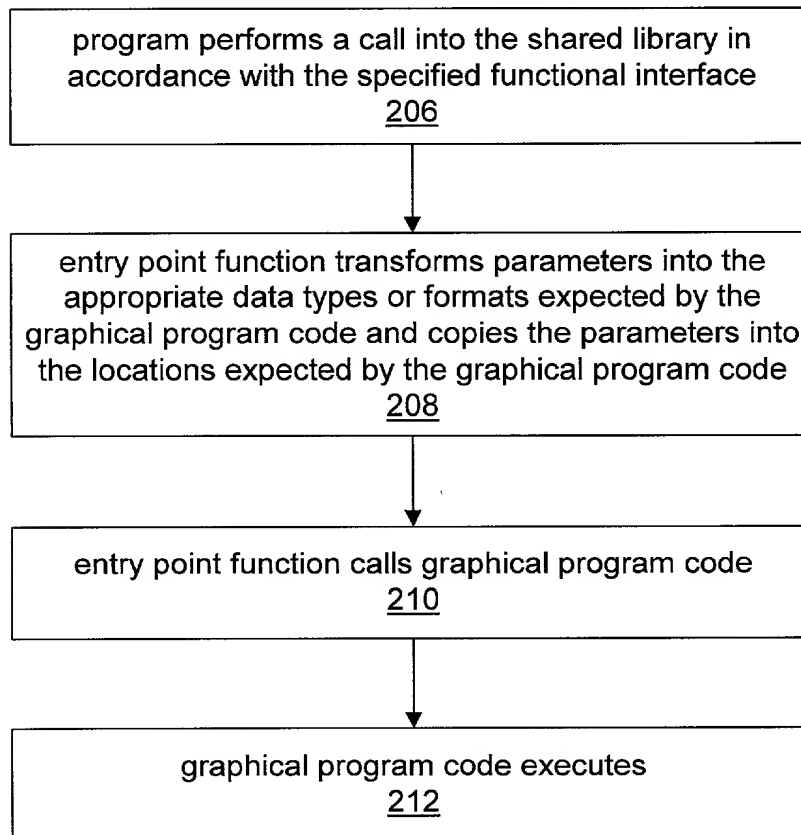 program performs a call into the shared library in
accordance with the specified functional interface
206
entry point function transforms parameters into the
appropriate data types or formats expected by the
graphical program code and copies the parameters into
the locations expected by the graphical program code
208
entry point function calls graphical program code
210
graphical program code executes
212